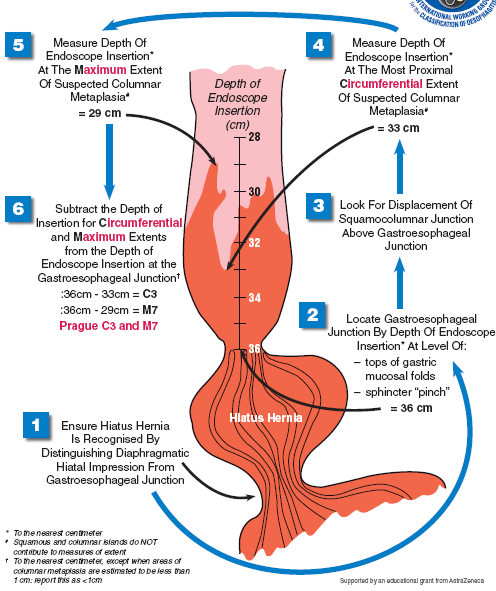 INTERNATIONAL WORKING GROUP
for the
CLASSIFICATION OF OESOPHAGITIS
5
Measure Depth Of
Endoscope Insertion*
At The Maximum Extent
Of Suspected Columnar
Metaplasia#
= 29 cm
4
Measure Depth Of
Endoscope Insertion*
At The Most Proximal
Circumferential Extent
Of Suspected Columnar
Metaplasia#
= 33 cm
Depth of
Endoscope
Insertion
(cm)
28
30
32
34
36
6
Subtract the Depth of
Insertion for Circumferential
and Maximum Extents
from the Depth of
Endoscope Insertion at the
Gastroesophageal Junction†
:36cm - 33cm = C3
:36cm - 29cm = M7
Prague C3 and M7
3
Look For Displacement Of
Squamocolumnar Junction
Above Gastroesophageal
Junction
2
Locate Gastroesophageal
Junction By Depth Of Endoscope
Insertion* At Level Of:
– tops of gastric
mucosal folds
– sphincter “pinch”
= 36 cm
Hiatus Hernia
1
Ensure Hiatus Hernia
Is Recognised By
Distinguishing Diaphragmatic
Hiatal Impression From
Gastroesophageal Junction
* To the nearest centimeter
# Squamous and columnar islands do NOT
contribute to measures of extent
† To the nearest centimeter, except when areas of
columnar metaplasia are estimated to be less than
1 cm: report this as <1cm
Supported by an educational grant from AstraZeneca